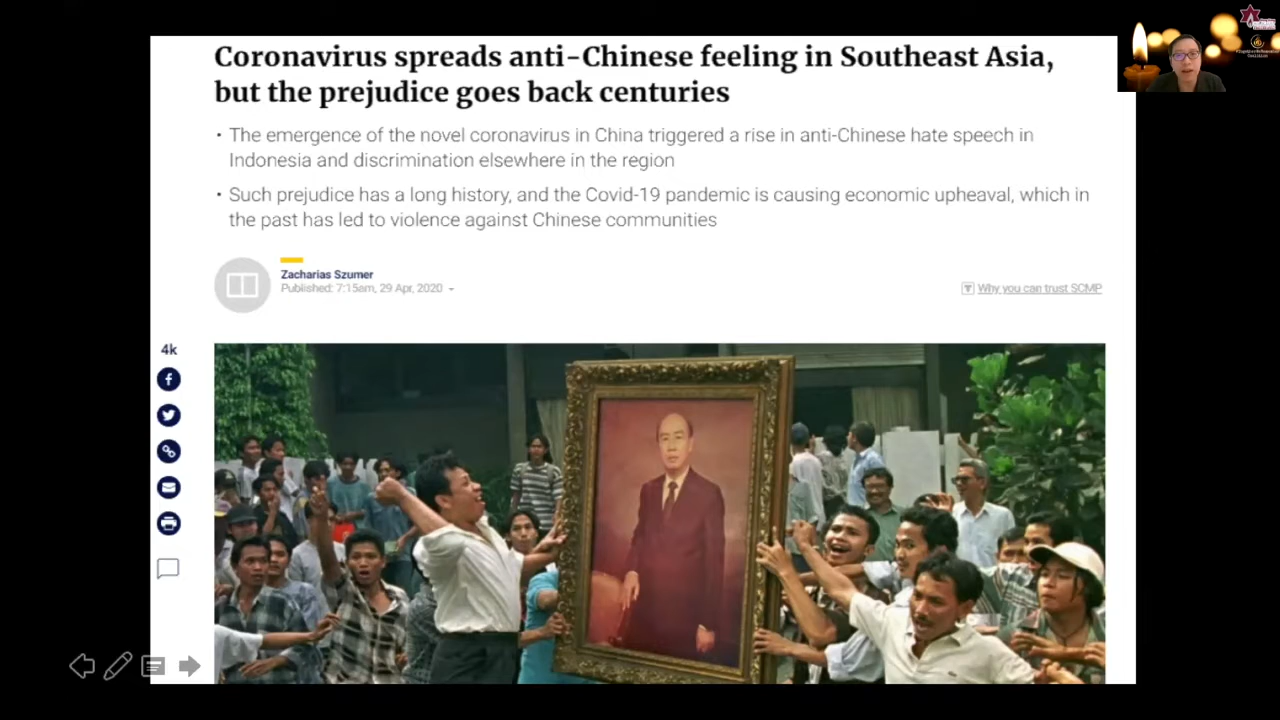 Coronavirus spreads anti-Chinese feeling in Southeast Asia,
but the prejudice goes back centuries
• The emergence of the novel coronavirus in China triggered a rise in anti-Chinese hate speech in
Indonesia and discrimination elsewhere in the region
• Such prejudice has a long history, and the Covid-19 pandemic is causing economic upheaval, which in
the past has led to violence against Chinese communities
Zacharias Szumer
Published: 7:15am, 29 Apr, 2020
Why you can trust SCMP
4k